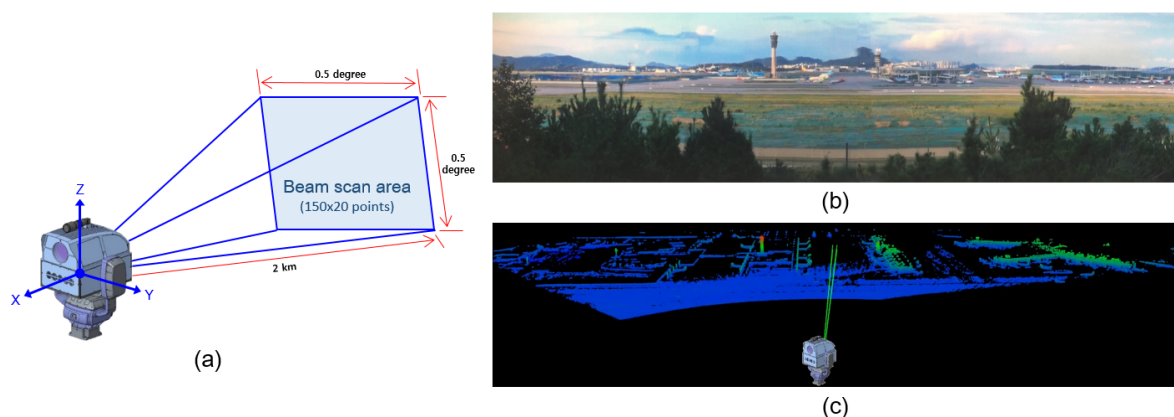 0.5 degree
0.5
degree
Beam scan area
(150x20 points)
Z
2 km
X
Y
(a)
(b)
(c)